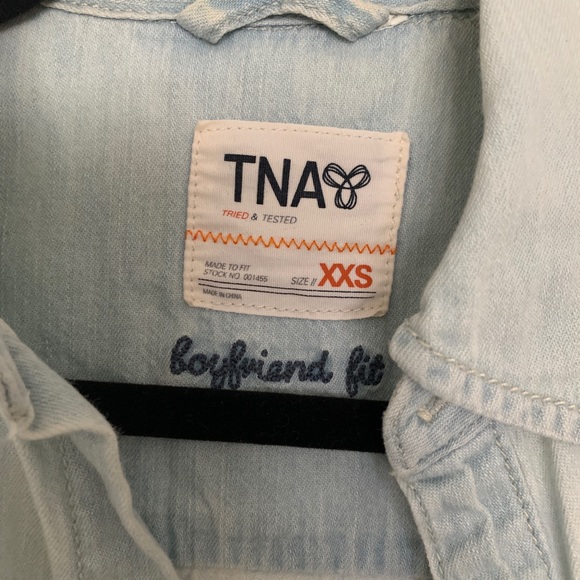 TNA
TRIED & TESTED
MADE TO FIT
STOCK NO. 001455
SIZE // XXS
MADE IN CHINA
boyfriend fit